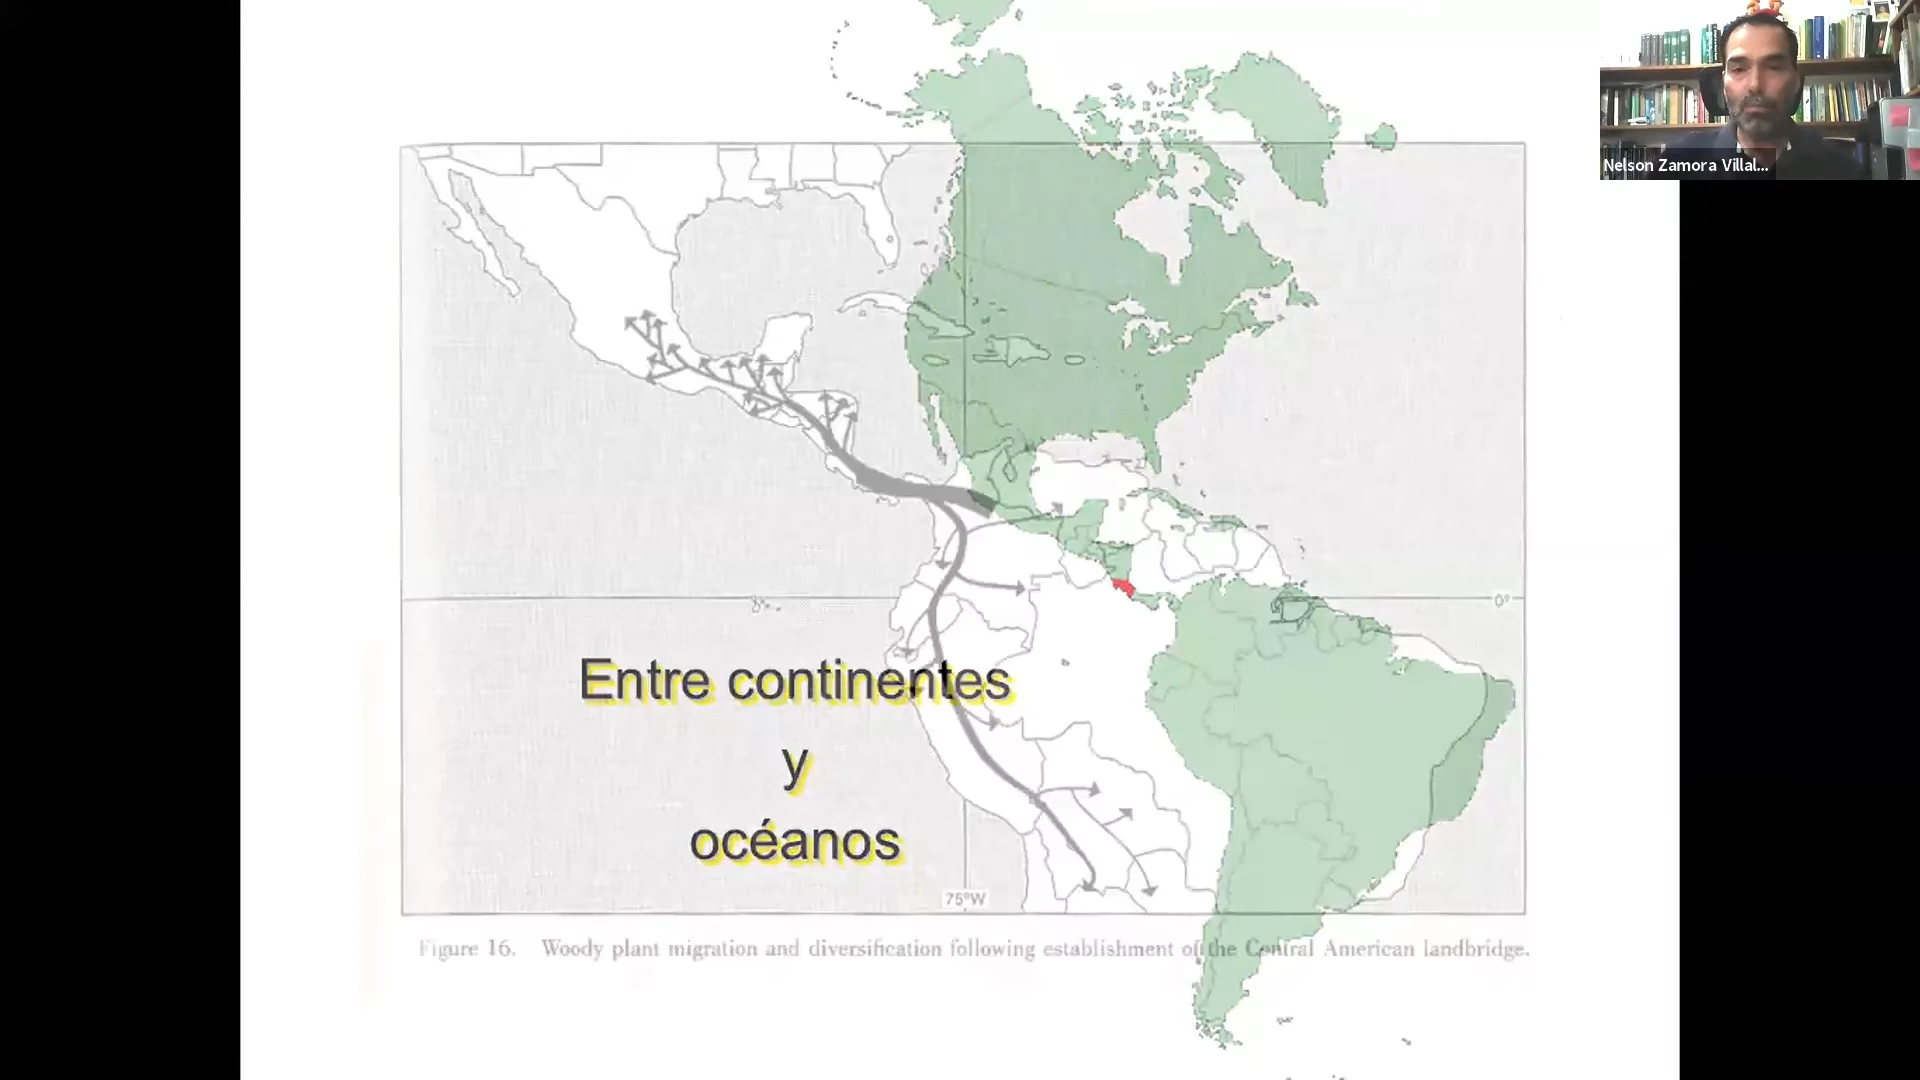 Nelson Zamora Villal...
0°
Entre continentes
y
océanos
75°W
Figure 16. Woody plant migration and diversification following establishment of the Central American landbridge.